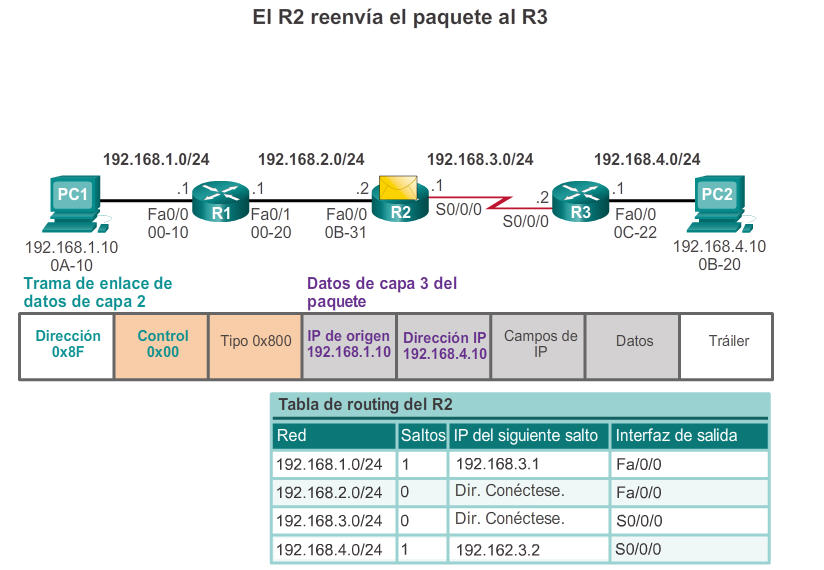 El R2 reenvía el paquete al R3
192.168.1.0/24 192.168.2.0/24 192.168.3.0/24 192.168.4.0/24
PC1 .1 R1 .1 .2 R2 .1 .2 R3 .1 PC2
Fa0/0 Fa0/1 Fa0/0 S0/0/0 S0/0/0 Fa0/0
00-10 00-20 0B-31 0C-22
192.168.1.10 192.168.4.10
0A-10 0B-20
Trama de enlace de
datos de capa 2
Datos de capa 3 del
paquete
Dirección
0x8F
Control
0x00
Tipo 0x800
IP de origen
192.168.1.10
Dirección IP
192.168.4.10
Campos de
IP
Datos
Tráiler
Tabla de routing del R2
Red Saltos IP del siguiente salto Interfaz de salida
192.168.1.0/24 1 192.168.3.1 Fa/0/0
192.168.2.0/24 0 Dir. Conéctese. Fa/0/0
192.168.3.0/24 0 Dir. Conéctese. S0/0/0
192.168.4.0/24 1 192.162.3.2 S0/0/0